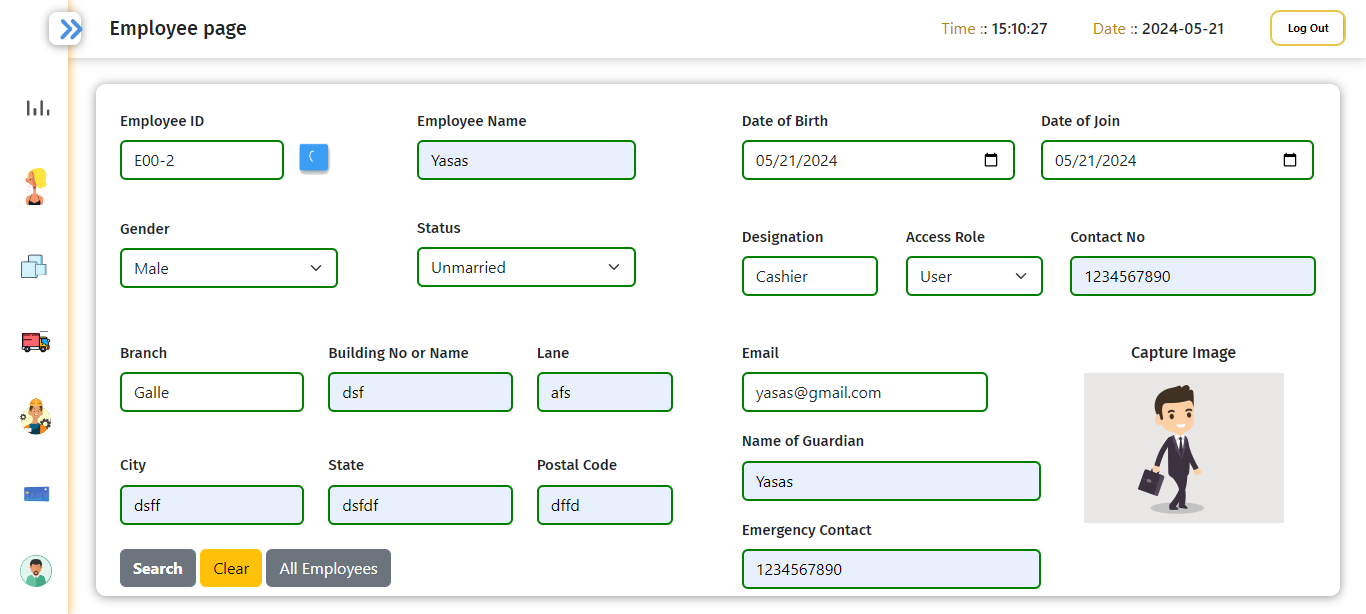 Employee page
Time :: 15:10:27
Date :: 2024-05-21
Log Out
Employee ID
Employee Name
Date of Birth
Date of Join
E00-2
Yasas
05/21/2024
05/21/2024
Gender
Status
Designation
Access Role
Contact No
Male
Unmarried
Cashier
User
1234567890
Branch
Building No or Name
Lane
Email
Capture Image
Galle
dsf
afs
yasas@gmail.com
Name of Guardian
City
State
Postal Code
Yasas
dsff
dsfdf
dffd
Emergency Contact
Search
Clear
All Employees
1234567890